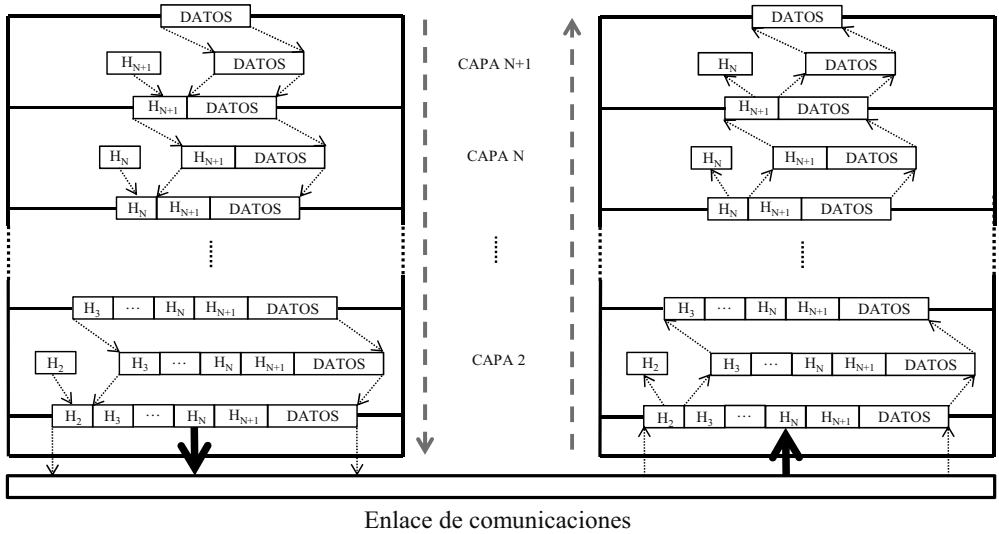 DATOS DATOS
H_{N+1} DATOS CAPA N+1 H_N DATOS
H_{N+1} DATOS H_{N+1} DATOS
H_N H_{N+1} DATOS CAPA N H_N H_{N+1} DATOS
H_N H_{N+1} DATOS H_N H_{N+1} DATOS
H_3 ... H_N H_{N+1} DATOS H_3 ... H_N H_{N+1} DATOS
H_2 H_3 ... H_N H_{N+1} DATOS CAPA 2 H_2 H_3 ... H_N H_{N+1} DATOS
H_2 H_3 ... H_N H_{N+1} DATOS H_2 H_3 ... H_N H_{N+1} DATOS
Enlace de comunicaciones